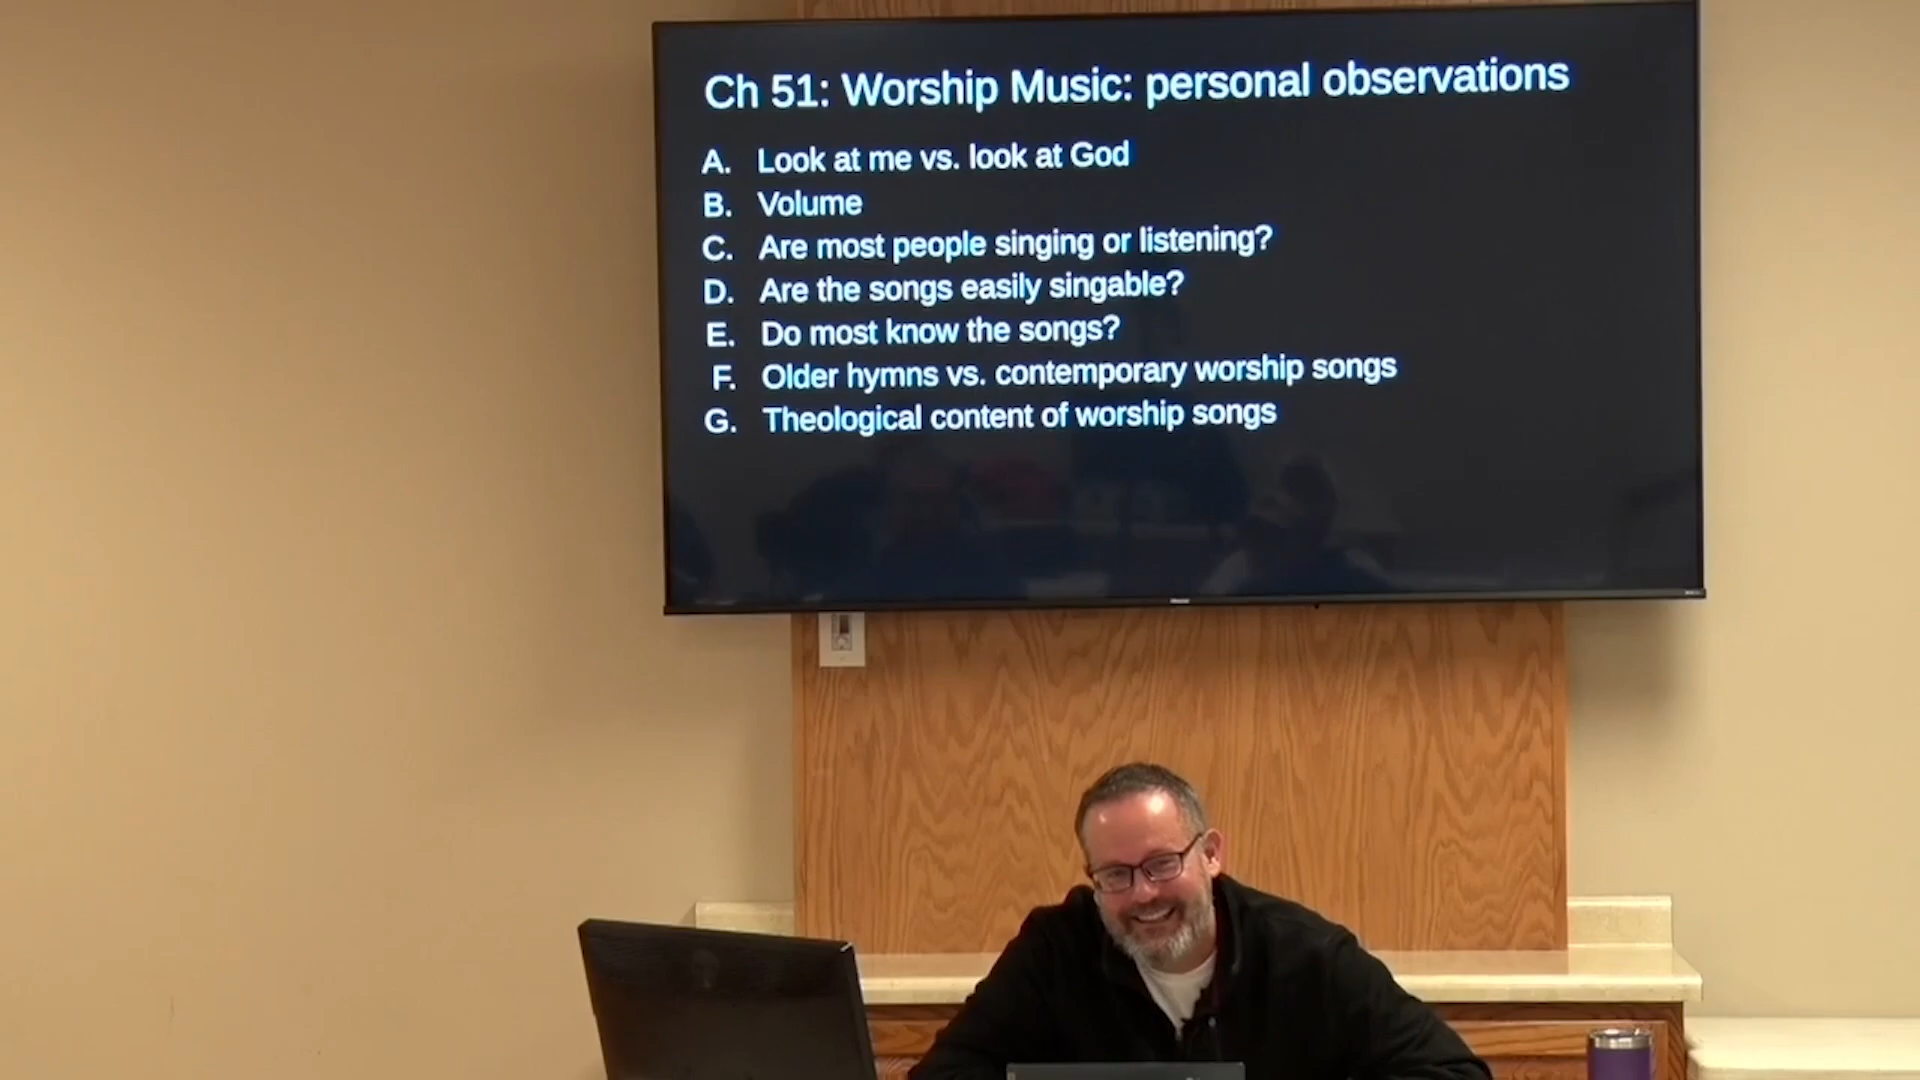 Ch 51: Worship Music: personal observations
A. Look at me vs. look at God
B. Volume
C. Are most people singing or listening?
D. Are the songs easily singable?
E. Do most know the songs?
F. Older hymns vs. contemporary worship songs
G. Theological content of worship songs